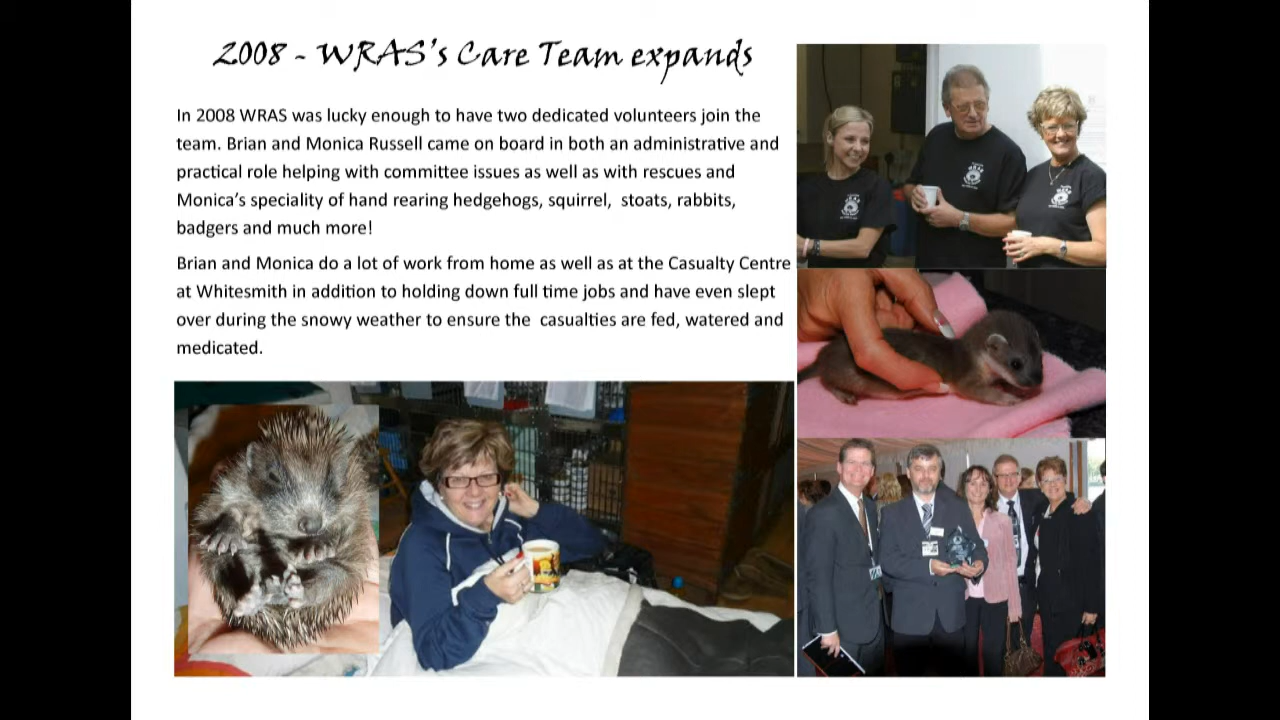 2008 - WRAS's Care Team expands
In 2008 WRAS was lucky enough to have two dedicated volunteers join the
team. Brian and Monica Russell came on board in both an administrative and
practical role helping with committee issues as well as with rescues and
Monica's speciality of hand rearing hedgehogs, squirrel, stoats, rabbits,
badgers and much more!
Brian and Monica do a lot of work from home as well as at the Casualty Centre
at Whitesmith in addition to holding down full time jobs and have even slept
over during the snowy weather to ensure the casualties are fed, watered and
medicated.